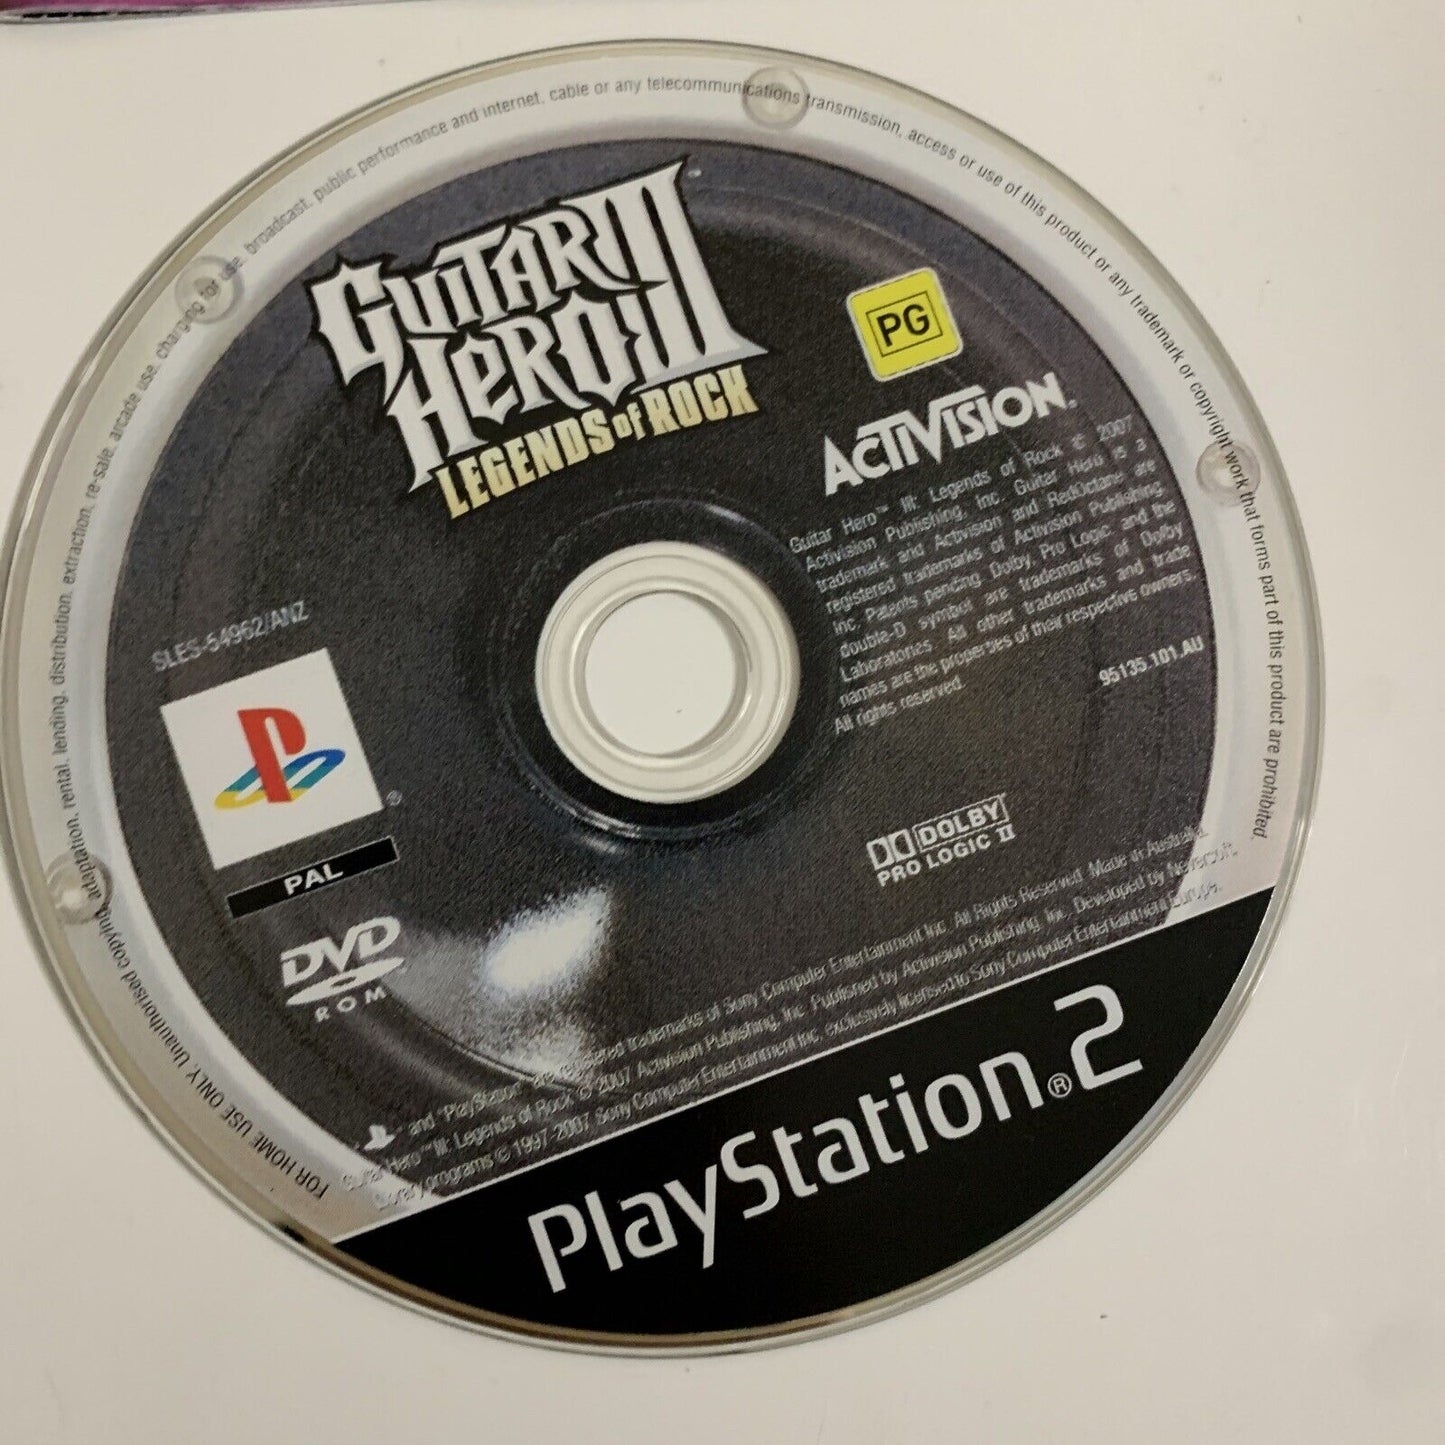 FOR HOME USE ONLY Unauthorised copying, adaptation, rental, lending, distribution, extraction, re-sale, arcade use, charging for use, broadcast, public performance and internet, cable or any telecommunications transmission, access or use of this product or any trademark or copyright work that forms part of this product are prohibited.
GUITAR
HERO III
LEGENDS of ROCK
PG
ACTIVISION®
Guitar Hero™ III: Legends of Rock © 2007
Activision Publishing, Inc. Guitar Hero is a
trademark and Activision and RedOctane are
registered trademarks of Activision Publishing,
Inc. Patents pending Dolby, Pro Logic and the
double-D symbol are trademarks of Dolby
Laboratories. All other trademarks and trade
names are the properties of their respective owners.
All rights reserved.
95135.101.AU
SLES-54962/ANZ
®
PAL
DVD
ROM
DOLBY
PRO LOGIC II
and "PlayStation" are registered trademarks of Sony Computer Entertainment Inc. All Rights Reserved. Made in Australia.
Guitar Hero™ III: Legends of Rock © 2007 Activision Publishing, Inc. Published by Activision Publishing, Inc. Developed by Neversoft.
Library programs © 1997-2007 Sony Computer Entertainment Inc. exclusively licensed to Sony Computer Entertainment Europe.
PlayStation®2